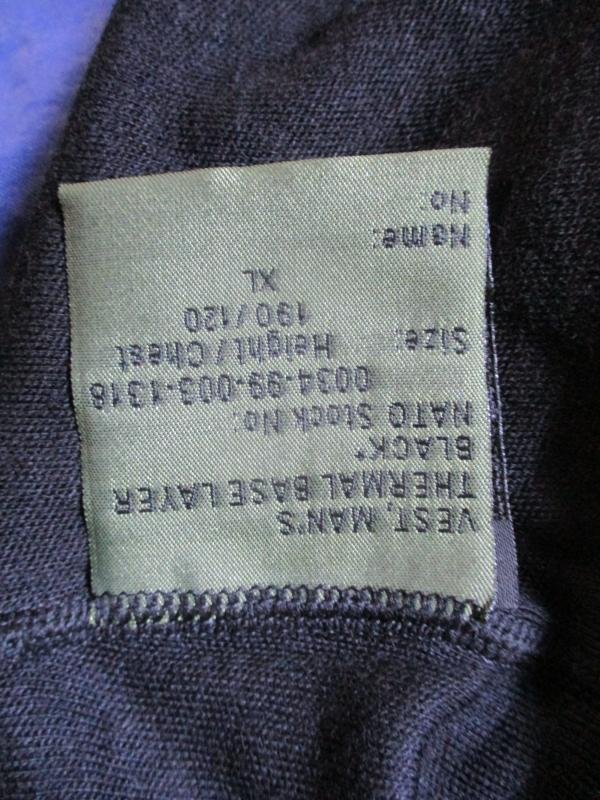 VEST, MAN'S
THERMAL BASE LAYER
BLACK*
NATO Stock No:
0034-99-003-1318
Size: Height/Chest
190/120
XL
Name:
No: